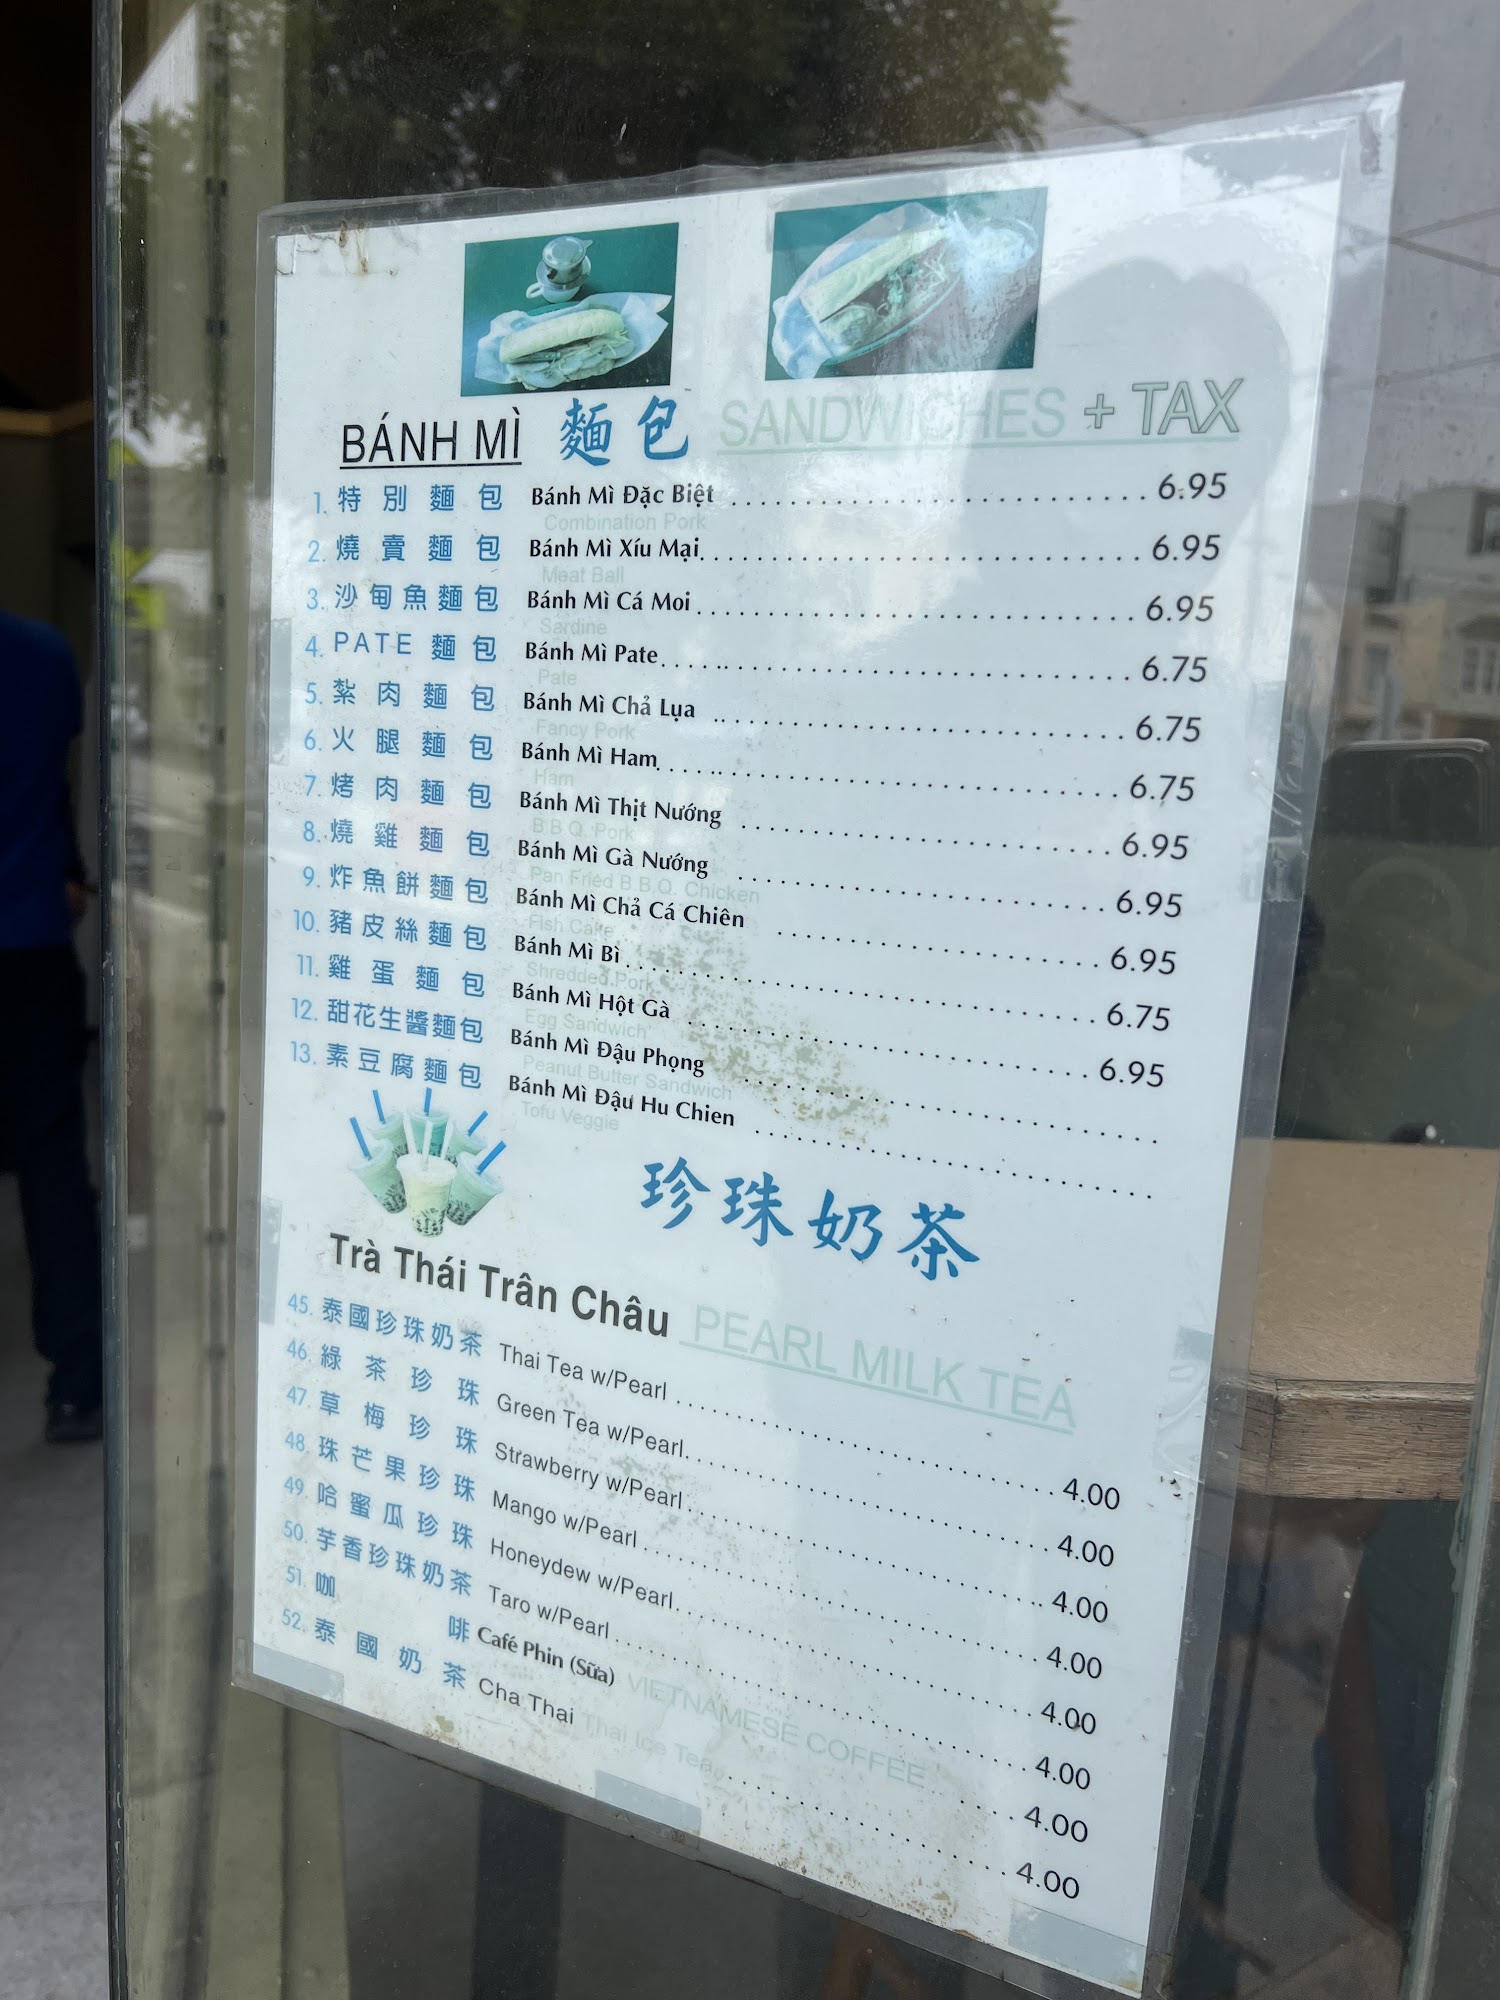 BÁNH MÌ 麵包 SANDWICHES + TAX
1. 特別麵包 Bánh Mì Đặc Biệt 6.95
Combination Pork
2. 燒賣麵包 Bánh Mì Xíu Mại 6.95
Meat Ball
3. 沙甸魚麵包 Bánh Mì Cá Moi 6.95
Sardine
4. PATE 麵包 Bánh Mì Pate 6.75
Pate
5. 紮肉麵包 Bánh Mì Chả Lụa 6.75
Fancy Pork
6. 火腿麵包 Bánh Mì Ham 6.75
Ham
7. 烤肉麵包 Bánh Mì Thịt Nướng 6.95
B.B.Q. Pork
8. 燒雞麵包 Bánh Mì Gà Nướng 6.95
Pan Fried B.B.Q. Chicken
9. 炸魚餅麵包 Bánh Mì Chả Cá Chiên 6.95
Fish Cake
10. 豬皮絲麵包 Bánh Mì Bì 6.75
Shredded Pork
11. 雞蛋麵包 Bánh Mì Hột Gà 6.95
Egg Sandwich
12. 甜花生醬麵包 Bánh Mì Đậu Phọng
Peanut Butter Sandwich
13. 素豆腐麵包 Bánh Mì Đậu Hu Chien
Tofu Veggie
珍珠奶茶
Trà Thái Trân Châu PEARL MILK TEA
45. 泰國珍珠奶茶 Thai Tea w/Pearl 4.00
46. 綠茶珍珠 Green Tea w/Pearl 4.00
47. 草梅珍珠 Strawberry w/Pearl 4.00
48. 珠芒果珍珠 Mango w/Pearl 4.00
49. 哈蜜瓜珍珠 Honeydew w/Pearl 4.00
50. 芋香珍珠奶茶 Taro w/Pearl 4.00
51. 咖啡 Café Phin (Sữa) VIETNAMESE COFFEE 4.00
52. 泰國奶茶 Cha Thai Thai Ice Tea 4.00